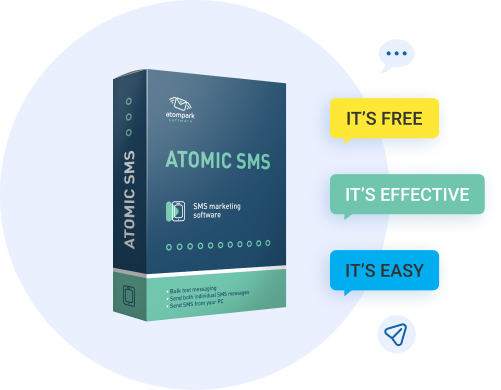 atompark
software
ATOMIC SMS
ATOMIC SMS
SMS marketing
software
• Bulk text messaging
• Send both individual SMS messages
• Send SMS from your PC
IT'S FREE
IT'S EFFECTIVE
IT'S EASY